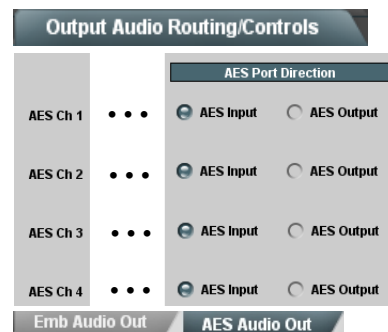 Output Audio Routing/Controls
AES Port Direction
AES Ch 1 • • • AES Input AES Output
AES Ch 2 • • • AES Input AES Output
AES Ch 3 • • • AES Input AES Output
AES Ch 4 • • • AES Input AES Output
Emb Audio Out AES Audio Out